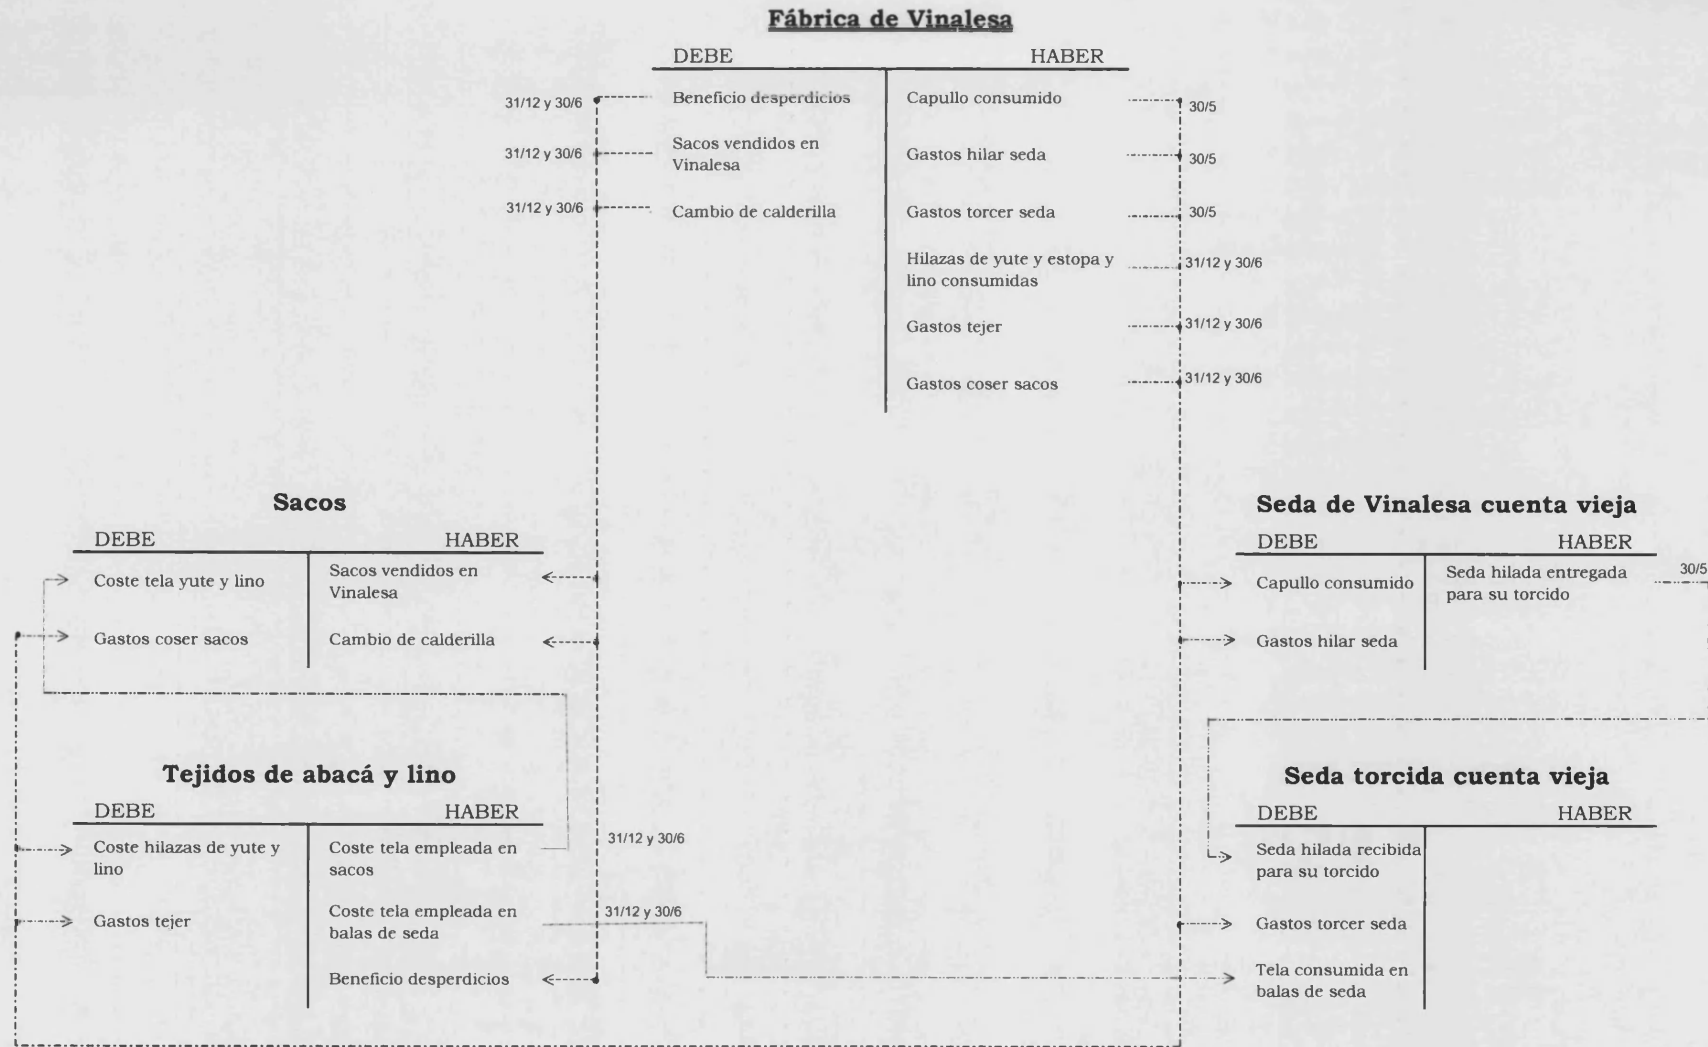 Fábrica de Vinalesa
DEBE HABER
31/12 y 30/6 Beneficio desperdicios Capullo consumido 30/5
31/12 y 30/6 Sacos vendidos en
Vinalesa
Gastos hilar seda 30/5
31/12 y 30/6 Cambio de calderilla Gastos torcer seda 30/5
Hilazas de yute y estopa y
lino consumidas
31/12 y 30/6
Gastos tejer 31/12 y 30/6
Gastos coser sacos 31/12 y 30/6
Sacos
DEBE HABER
Coste tela yute y lino
Sacos vendidos en
Vinalesa
Gastos coser sacos
Cambio de calderilla
Seda de Vinalesa cuenta vieja
DEBE HABER
Capullo consumido
Seda hilada entregada
para su torcido
30/5
Gastos hilar seda
Tejidos de abacá y lino
DEBE HABER
Coste hilazas de yute y
lino
Coste tela empleada en
sacos
31/12 y 30/6
Gastos tejer
Coste tela empleada en
balas de seda
31/12 y 30/6
Beneficio desperdicios
Seda torcida cuenta vieja
DEBE HABER
Seda hilada recibida
para su torcido
Gastos torcer seda
Tela consumida en
balas de seda